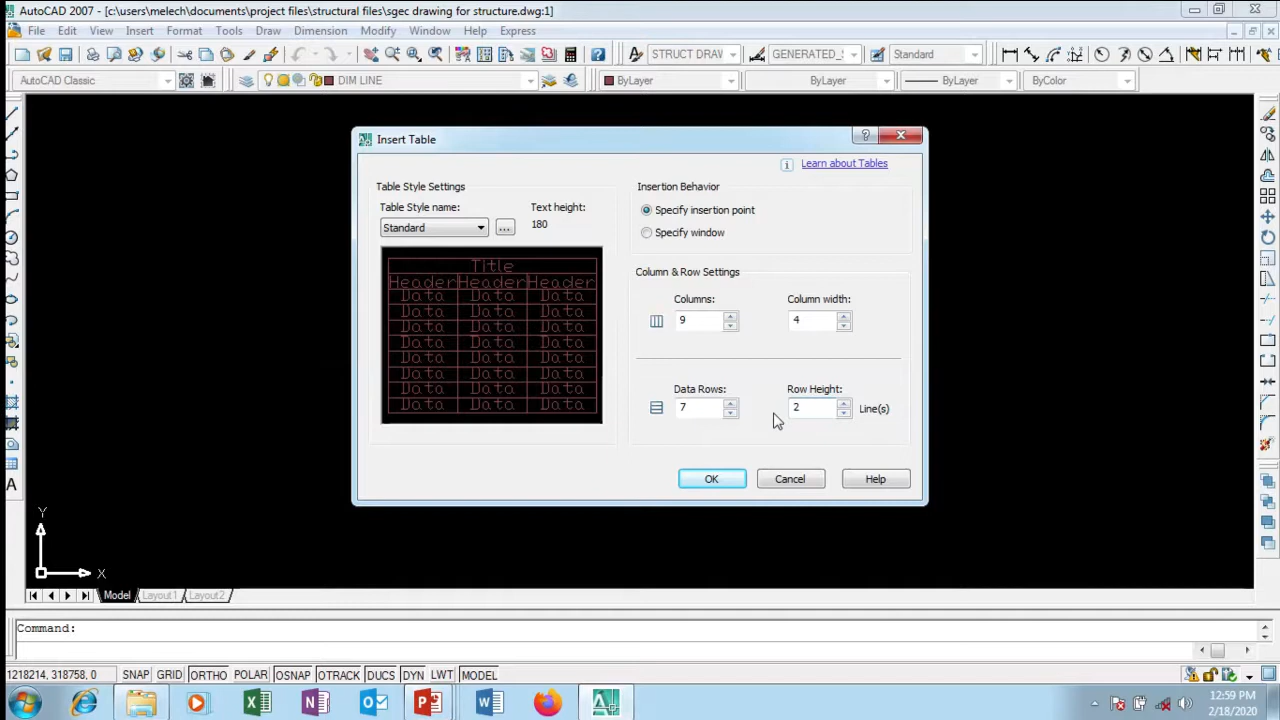 AutoCAD 2007 - [c:\users\melech\documents\project files\structural files\sgec drawing for structure.dwg:1]
File Edit View Insert Format Tools Draw Dimension Modify Window Help Express
STRUCT DRAW GENERATED_S Standard
AutoCAD Classic DIM LINE ByLayer ByLayer ByLayer ByColor
Insert Table
Learn about Tables
Table Style Settings
Table Style name: Text height:
Standard ... 180
Title
Header Header Header
Data Data Data
Data Data Data
Data Data Data
Data Data Data
Data Data Data
Data Data Data
Data Data Data
Data Data Data
Insertion Behavior
Specify insertion point
Specify window
Column & Row Settings
Columns: Column width:
9 4
Data Rows: Row Height:
7 2 Line(s)
OK Cancel Help
A
Y
X
Model Layout1 Layout2
Command:
1218214, 318758, 0 SNAP GRID ORTHO POLAR OSNAP OTRACK DUCS DYN LWT MODEL
12:59 PM
2/18/2020